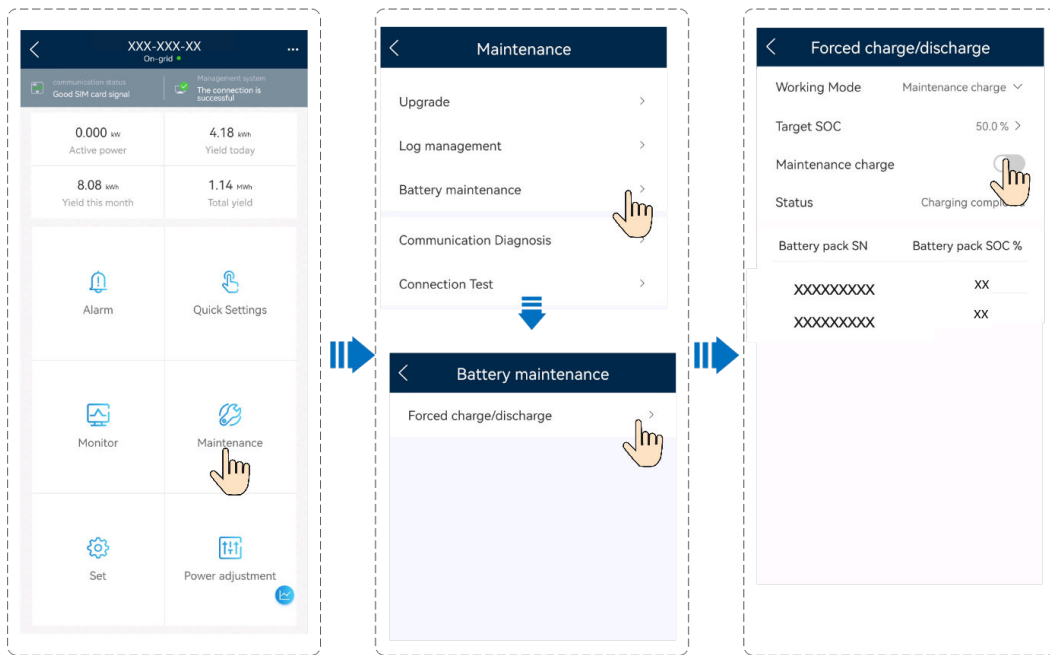 XXX-XXX-XX
On-grid
communication status
Good SIM card signal
Management system
The connection is
successful
0.000 kW
Active power
4.18 kWh
Yield today
8.08 kWh
Yield this month
1.14 MWh
Total yield
Alarm
Quick Settings
Monitor
Maintenance
Set
Power adjustment
Maintenance
Upgrade
Log management
Battery maintenance
Communication Diagnosis
Connection Test
Battery maintenance
Forced charge/discharge
Forced charge/discharge
Working Mode
Maintenance charge
Target SOC
50.0 %
Maintenance charge
Status
Charging
Battery pack SN
Battery pack SOC %
XXXXXXXXX
XX
XXXXXXXXX
XX